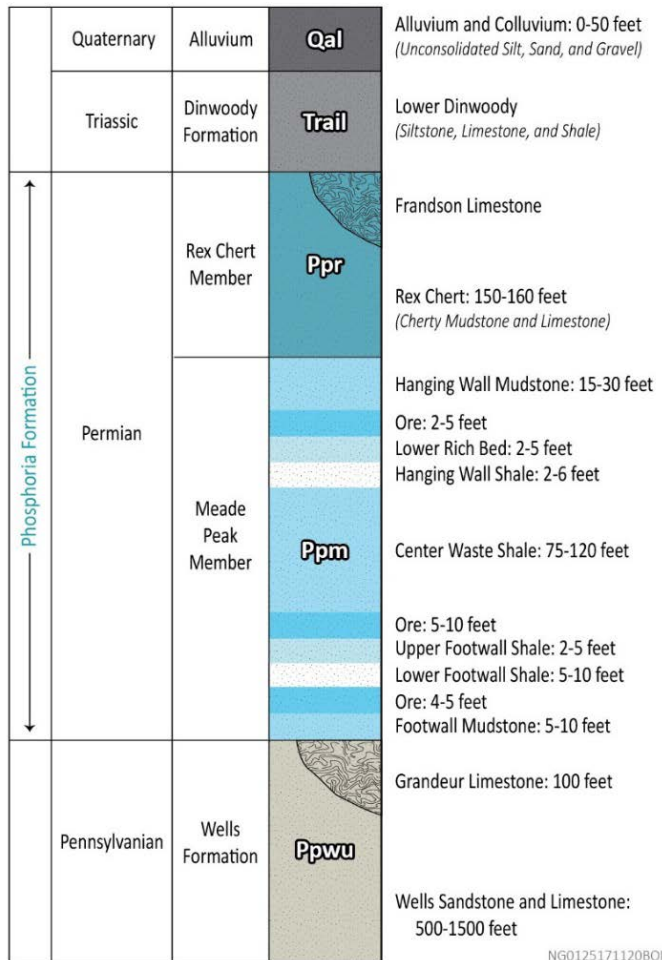 Quaternary
Alluvium
Qal
Alluvium and Colluvium: 0-50 feet
(Unconsolidated Silt, Sand, and Gravel)
Triassic
Dinwoody
Formation
Trail
Lower Dinwoody
(Siltstone, Limestone, and Shale)
Phosphoria Formation
Permian
Rex Chert
Member
Ppr
Frandson Limestone
Rex Chert: 150-160 feet
(Cherty Mudstone and Limestone)
Meade
Peak
Member
Ppm
Hanging Wall Mudstone: 15-30 feet
Ore: 2-5 feet
Lower Rich Bed: 2-5 feet
Hanging Wall Shale: 2-6 feet
Center Waste Shale: 75-120 feet
Ore: 5-10 feet
Upper Footwall Shale: 2-5 feet
Lower Footwall Shale: 5-10 feet
Ore: 4-5 feet
Footwall Mudstone: 5-10 feet
Pennsylvanian
Wells
Formation
Ppwu
Grandeur Limestone: 100 feet
Wells Sandstone and Limestone:
500-1500 feet